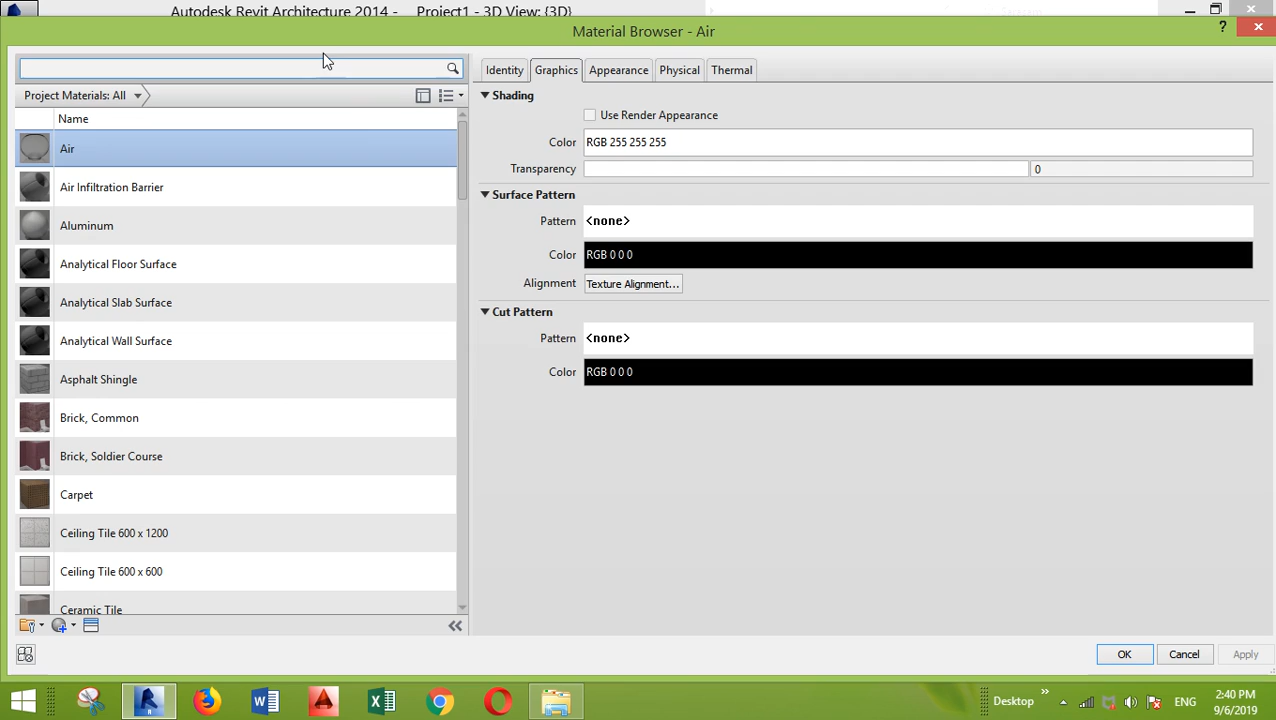 Autodesk Revit Architecture 2014 - Project1 - 3D View: {3D}
Material Browser - Air
?
Project Materials: All
Name
Air
Air Infiltration Barrier
Aluminum
Analytical Floor Surface
Analytical Slab Surface
Analytical Wall Surface
Asphalt Shingle
Brick, Common
Brick, Soldier Course
Carpet
Ceiling Tile 600 x 1200
Ceiling Tile 600 x 600
Ceramic Tile
Identity Graphics Appearance Physical Thermal
Shading
Use Render Appearance
Color RGB 255 255 255
Transparency 0
Surface Pattern
Pattern <none>
Color RGB 0 0 0
Alignment Texture Alignment...
Cut Pattern
Pattern <none>
Color RGB 0 0 0
OK Cancel Apply
Desktop ENG 2:40 PM
9/6/2019